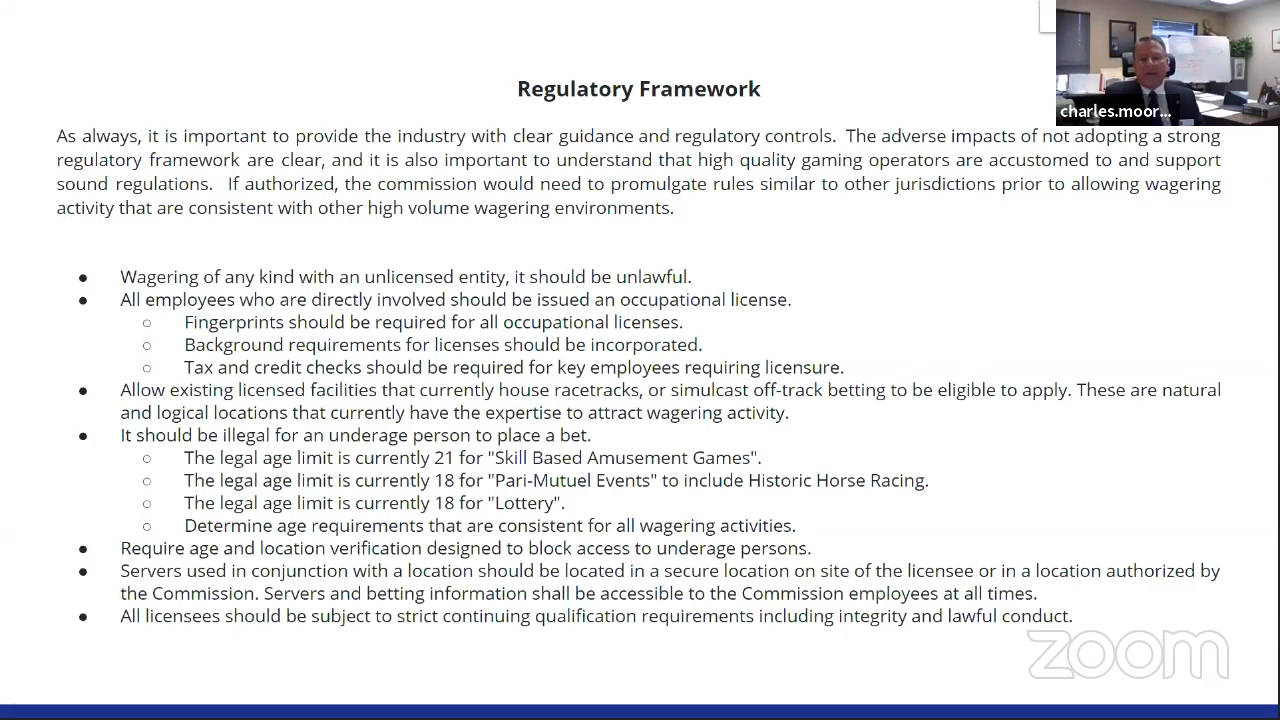 Regulatory Framework
charles.moor...
As always, it is important to provide the industry with clear guidance and regulatory controls.  The adverse impacts of not adopting a strong
regulatory framework are clear, and it is also important to understand that high quality gaming operators are accustomed to and support
sound regulations.  If authorized, the commission would need to promulgate rules similar to other jurisdictions prior to allowing wagering
activity that are consistent with other high volume wagering environments.
● Wagering of any kind with an unlicensed entity, it should be unlawful.
● All employees who are directly involved should be issued an occupational license.
○ Fingerprints should be required for all occupational licenses.
○ Background requirements for licenses should be incorporated.
○ Tax and credit checks should be required for key employees requiring licensure.
● Allow existing licensed facilities that currently house racetracks, or simulcast off-track betting to be eligible to apply. These are natural
and logical locations that currently have the expertise to attract wagering activity.
● It should be illegal for an underage person to place a bet.
○ The legal age limit is currently 21 for "Skill Based Amusement Games".
○ The legal age limit is currently 18 for "Pari-Mutuel Events" to include Historic Horse Racing.
○ The legal age limit is currently 18 for "Lottery".
○ Determine age requirements that are consistent for all wagering activities.
● Require age and location verification designed to block access to underage persons.
● Servers used in conjunction with a location should be located in a secure location on site of the licensee or in a location authorized by
the Commission. Servers and betting information shall be accessible to the Commission employees at all times.
● All licensees should be subject to strict continuing qualification requirements including integrity and lawful conduct.
zoom